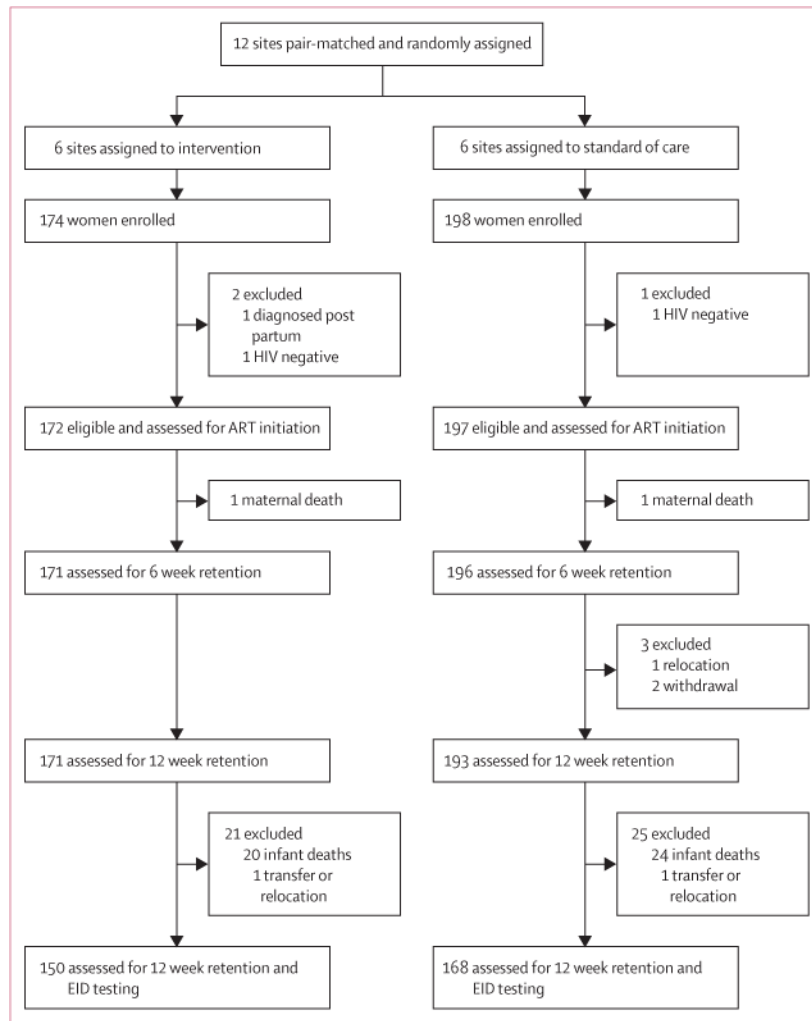 12 sites pair-matched and randomly assigned
6 sites assigned to intervention
6 sites assigned to standard of care
174 women enrolled
198 women enrolled
2 excluded
1 diagnosed post
partum
1 HIV negative
1 excluded
1 HIV negative
172 eligible and assessed for ART initiation
197 eligible and assessed for ART initiation
1 maternal death
1 maternal death
171 assessed for 6 week retention
196 assessed for 6 week retention
3 excluded
1 relocation
2 withdrawal
171 assessed for 12 week retention
193 assessed for 12 week retention
21 excluded
20 infant deaths
1 transfer or
relocation
25 excluded
24 infant deaths
1 transfer or
relocation
150 assessed for 12 week retention and
EID testing
168 assessed for 12 week retention and
EID testing